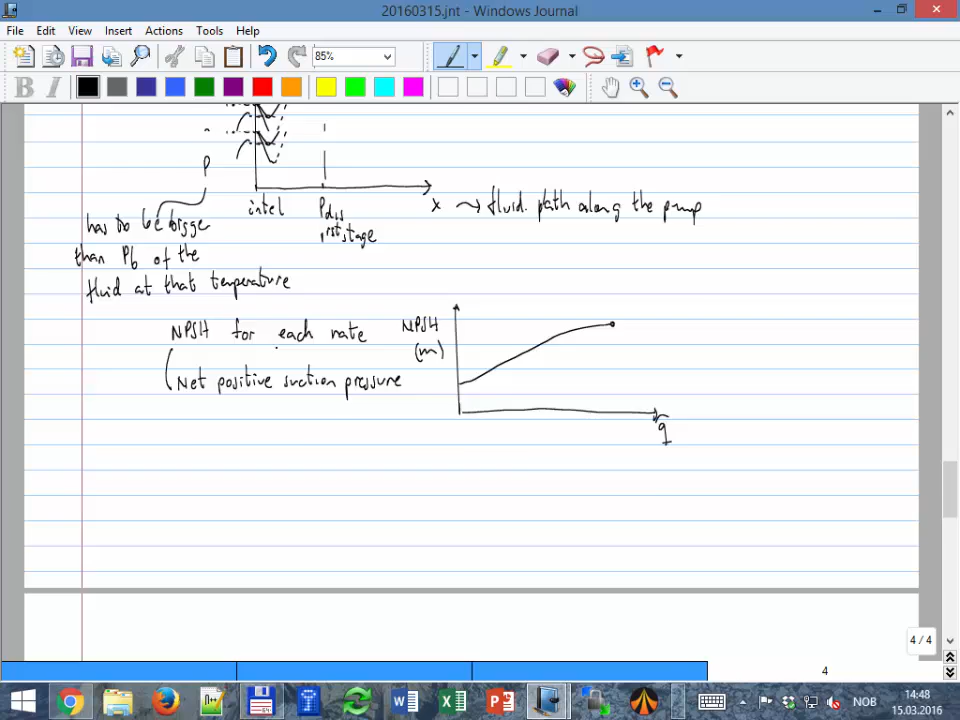 20160315.jnt - Windows Journal
File Edit View Insert Actions Tools Help
85%
B I
P
intel
Pdis
1rst stage
x
fluid path along the pump
has to be bigger
than Pb of the
fluid at that temperature
NPSH for each rate
Net positive suction pressure
NPSH
(m)
q
4 / 4
4
NOB
14:48
15.03.2016